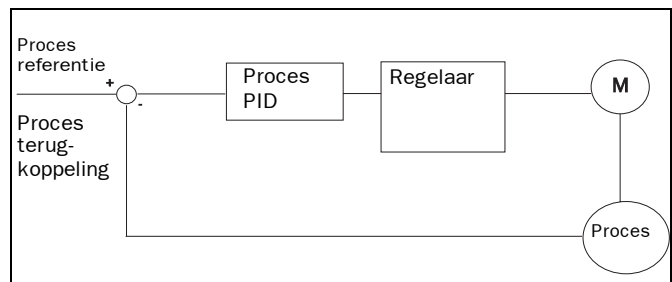 Proces
referentie
+
-
Proces
terug-
koppeling
Proces
PID
Regelaar
M
Proces